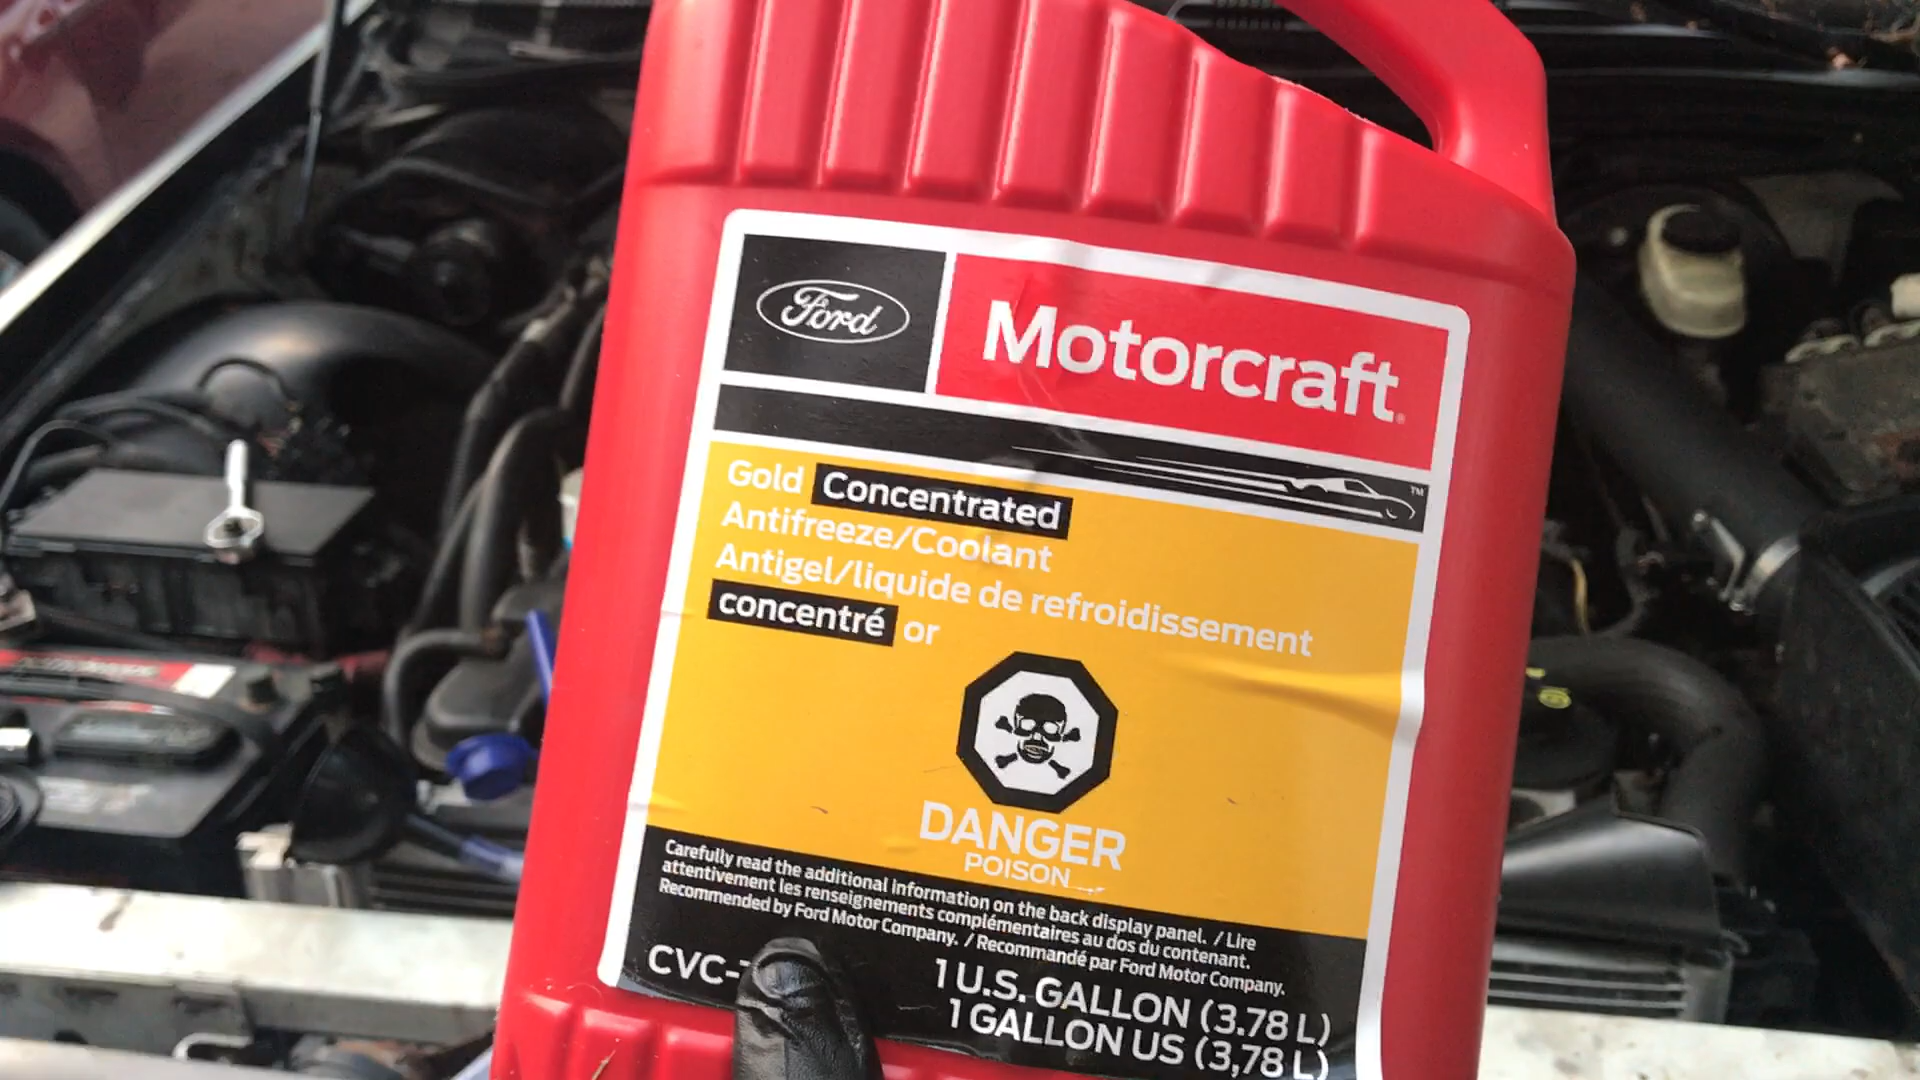 Ford
Motorcraft
Gold Concentrated
Antifreeze/Coolant
Antigel/liquide de refroidissement
concentré or
DANGER
POISON
Carefully read the additional information on the back display panel. / Lire
attentivement les renseignements complémentaires au dos du contenant.
Recommended by Ford Motor Company. / Recommandé par Ford Motor Company.
CVC-
1 U.S. GALLON (3.78 L)
1 GALLON US (3,78 L)